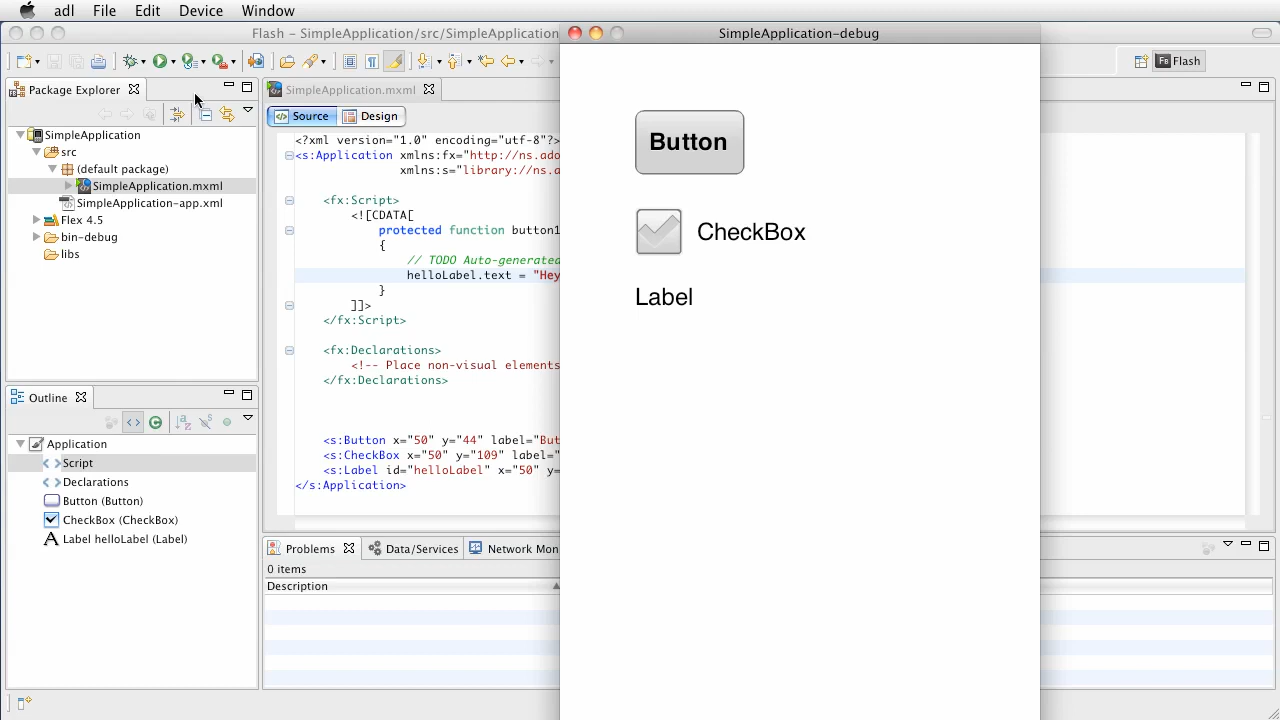 adl File Edit Device Window
Flash – SimpleApplication/src/SimpleApplication
SimpleApplication-debug
Fb Flash
Package Explorer
SimpleApplication
src
(default package)
SimpleApplication.mxml
SimpleApplication-app.xml
Flex 4.5
bin-debug
libs
Outline
Application
Script
Declarations
Button (Button)
CheckBox (CheckBox)
Label helloLabel (Label)
SimpleApplication.mxml
Source Design
<?xml version="1.0" encoding="utf-8"?>
<s:Application xmlns:fx="http://ns.ado
xmlns:s="library://ns.a
<fx:Script>
<![CDATA[
protected function button1
{
// TODO Auto-generated
helloLabel.text = "Hey
}
]]>
</fx:Script>
<fx:Declarations>
<!-- Place non-visual elements
</fx:Declarations>
<s:Button x="50" y="44" label="But
<s:CheckBox x="50" y="109" label="
<s:Label id="helloLabel" x="50" y=
</s:Application>
Problems Data/Services Network Mon
0 items
Description
Button
CheckBox
Label